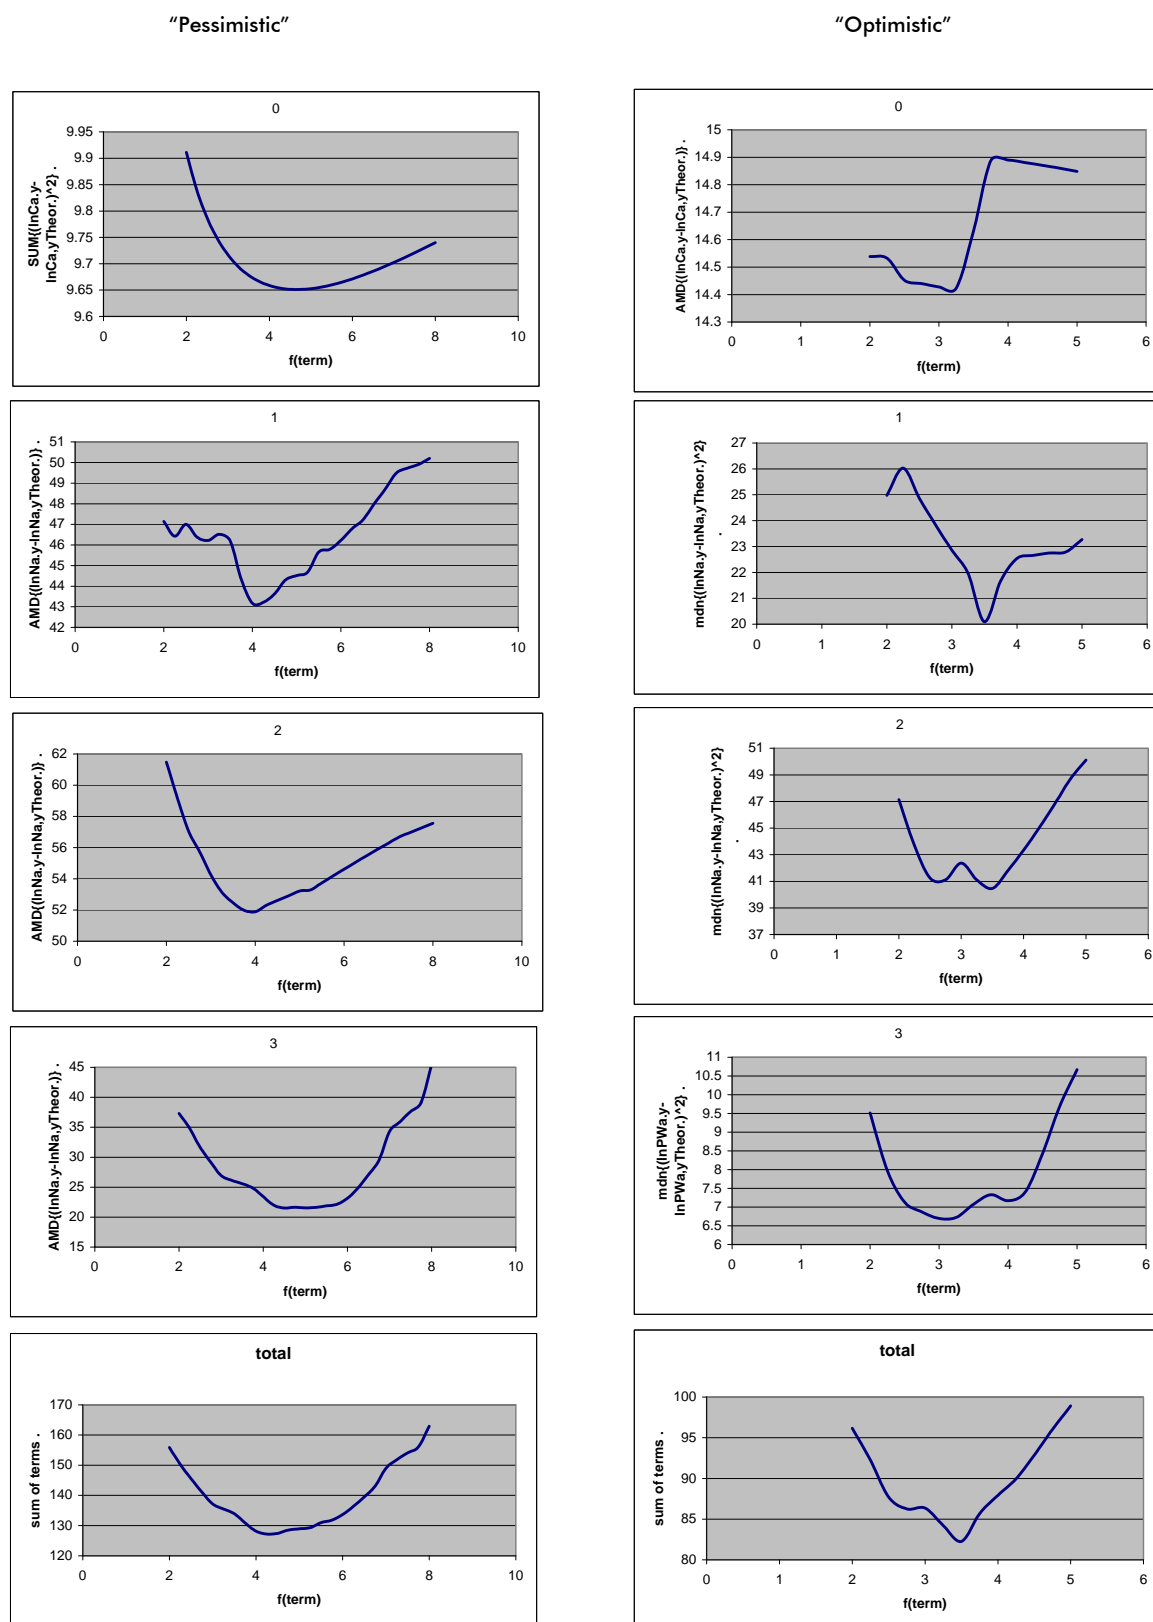 “Pessimistic”
“Optimistic”
0
SUM{(lnCa.y-
lnCa,yTheor.)^2} .
9.95
9.9
9.85
9.8
9.75
9.7
9.65
9.6
0 2 4 6 8 10
f(term)
0
AMD{(lnCa.y-lnCa,yTheor.)} .
15
14.9
14.8
14.7
14.6
14.5
14.4
14.3
0 1 2 3 4 5 6
f(term)
1
AMD{(lnNa.y-lnNa,yTheor.)} .
51
50
49
48
47
46
45
44
43
42
0 2 4 6 8 10
f(term)
1
mdn{(lnNa.y-lnNa,yTheor.)^2}
.
27
26
25
24
23
22
21
20
0 1 2 3 4 5 6
f(term)
2
AMD{(lnNa.y-lnNa,yTheor.)} .
62
60
58
56
54
52
50
0 2 4 6 8 10
f(term)
2
mdn{(lnNa.y-lnNa,yTheor.)^2}
.
51
49
47
45
43
41
39
37
0 1 2 3 4 5 6
f(term)
3
AMD{(lnNa.y-lnNa,yTheor.)} .
45
40
35
30
25
20
15
0 2 4 6 8 10
f(term)
3
mdn{(lnPWa.y-
lnPWa,yTheor.)^2} .
11
10.5
10
9.5
9
8.5
8
7.5
7
6.5
6
0 1 2 3 4 5 6
f(term)
total
sum of terms .
170
160
150
140
130
120
0 2 4 6 8 10
f(term)
total
sum of terms .
100
95
90
85
80
0 1 2 3 4 5 6
f(term)